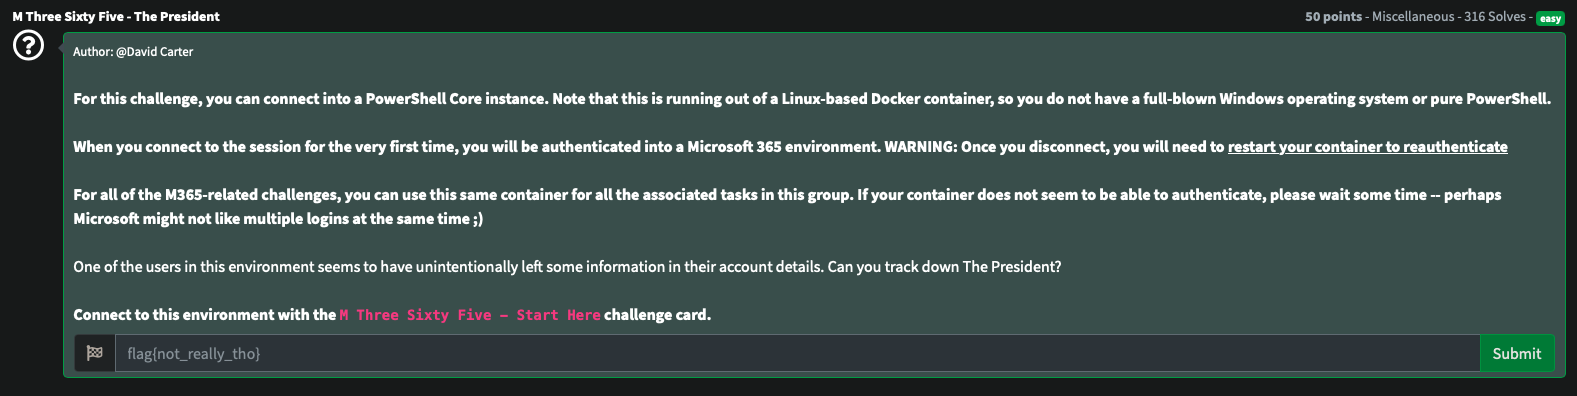 M Three Sixty Five - The President
50 points - Miscellaneous - 316 Solves - easy
Author: @David Carter
For this challenge, you can connect into a PowerShell Core instance. Note that this is running out of a Linux-based Docker container, so you do not have a full-blown Windows operating system or pure PowerShell.
When you connect to the session for the very first time, you will be authenticated into a Microsoft 365 environment. WARNING: Once you disconnect, you will need to restart your container to reauthenticate
For all of the M365-related challenges, you can use this same container for all the associated tasks in this group. If your container does not seem to be able to authenticate, please wait some time -- perhaps
Microsoft might not like multiple logins at the same time ;)
One of the users in this environment seems to have unintentionally left some information in their account details. Can you track down The President?
Connect to this environment with the M Three Sixty Five – Start Here challenge card.
flag{not_really_tho}
Submit